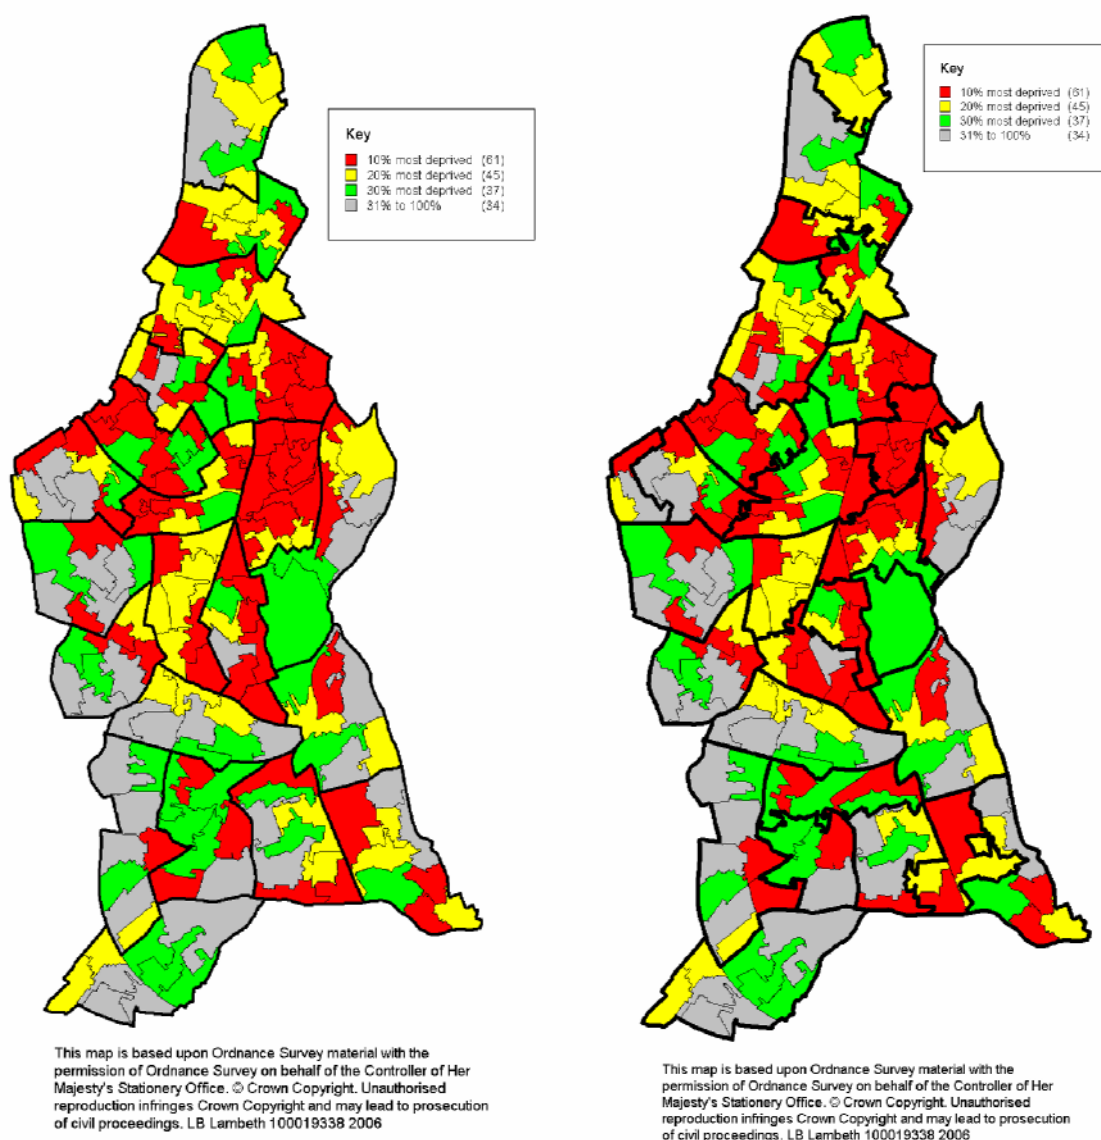 Key
10% most deprived (61)
20% most deprived (45)
30% most deprived (37)
31% to 100% (34)
Key
10% most deprived (61)
20% most deprived (45)
30% most deprived (37)
31% to 100% (34)
This map is based upon Ordnance Survey material with the
permission of Ordnance Survey on behalf of the Controller of Her
Majesty's Stationery Office. © Crown Copyright. Unauthorised
reproduction infringes Crown Copyright and may lead to prosecution
of civil proceedings. LB Lambeth 100019338 2006
This map is based upon Ordnance Survey material with the
permission of Ordnance Survey on behalf of the Controller of Her
Majesty's Stationery Office. © Crown Copyright. Unauthorised
reproduction infringes Crown Copyright and may lead to prosecution
of civil proceedings. LB Lambeth 100019338 2006